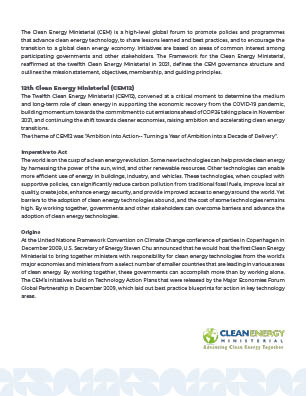 The Clean Energy Ministerial (CEM) is a high-level global forum to promote policies and programmes
that advance clean energy technology, to share lessons learned and best practices, and to encourage the
transition to a global clean energy economy. Initiatives are based on areas of common interest among
participating governments and other stakeholders. The Framework for the Clean Energy Ministerial,
reaffirmed at the twelfth Clean Energy Ministerial in 2021, defines the CEM governance structure and
outlines the mission statement, objectives, membership, and guiding principles.
12th Clean Energy Ministerial (CEM12)
The Twelfth Clean Energy Ministerial (CEM12), convened at a critical moment to determine the medium
and long-term role of clean energy in supporting the economic recovery from the COVID-19 pandemic,
building momentum towards the commitment to cut emissions ahead of COP26 taking place in November
2021, and continuing the shift towards cleaner economies, raising ambition and accelerating clean energy
transitions.
The theme of CEM12 was "Ambition into Action-- Turning a Year of Ambition into a Decade of Delivery".
Imperative to Act
The world is on the cusp of a clean energy revolution. Some new technologies can help provide clean energy
by harnessing the power of the sun, wind, and other renewable resources. Other technologies can enable
more efficient use of energy in buildings, industry, and vehicles. These technologies, when coupled with
supportive policies, can significantly reduce carbon pollution from traditional fossil fuels, improve local air
quality, create jobs, enhance energy security, and provide improved access to energy around the world. Yet
barriers to the adoption of clean energy technologies abound, and the cost of some technologies remains
high. By working together, governments and other stakeholders can overcome barriers and advance the
adoption of clean energy technologies.
Origins
At the United Nations Framework Convention on Climate Change conference of parties in Copenhagen in
December 2009, U.S. Secretary of Energy Steven Chu announced that he would host the first Clean Energy
Ministerial to bring together ministers with responsibility for clean energy technologies from the world's
major economies and ministers from a select number of smaller countries that are leading in various areas
of clean energy. By working together, these governments can accomplish more than by working alone.
The CEM's initiatives build on Technology Action Plans that were released by the Major Economies Forum
Global Partnership in December 2009, which laid out best practice blueprints for action in key technology
areas.
CLEANENERGY
MINISTERIAL
Advancing Clean Energy Together